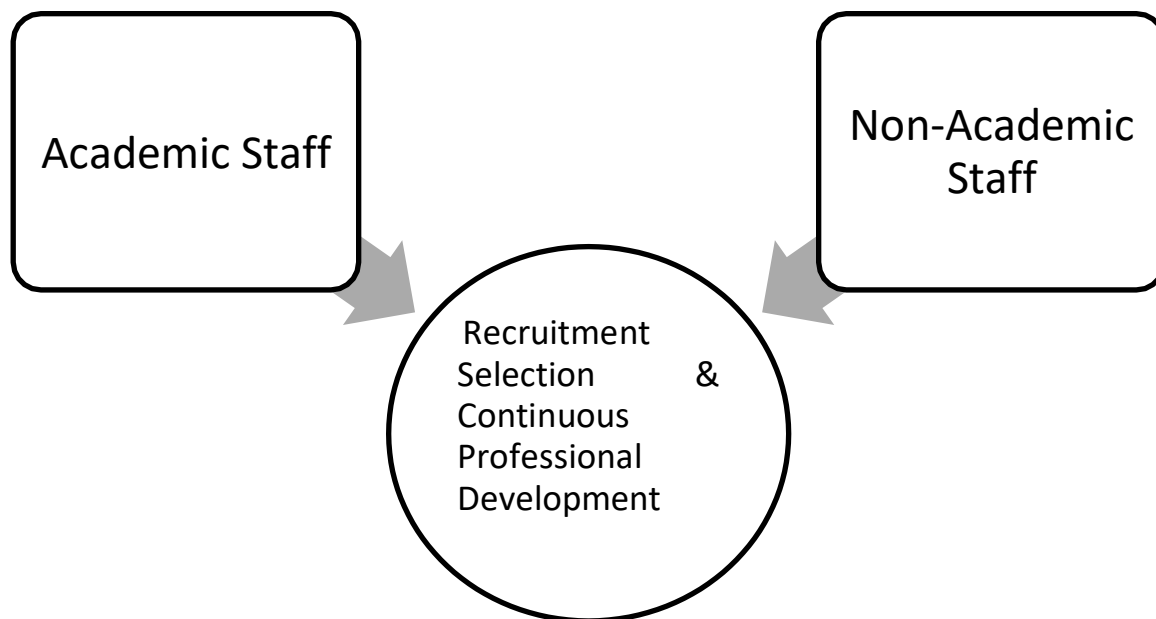 Academic Staff
Non-Academic
Staff
Recruitment
Selection &
Continuous
Professional
Development